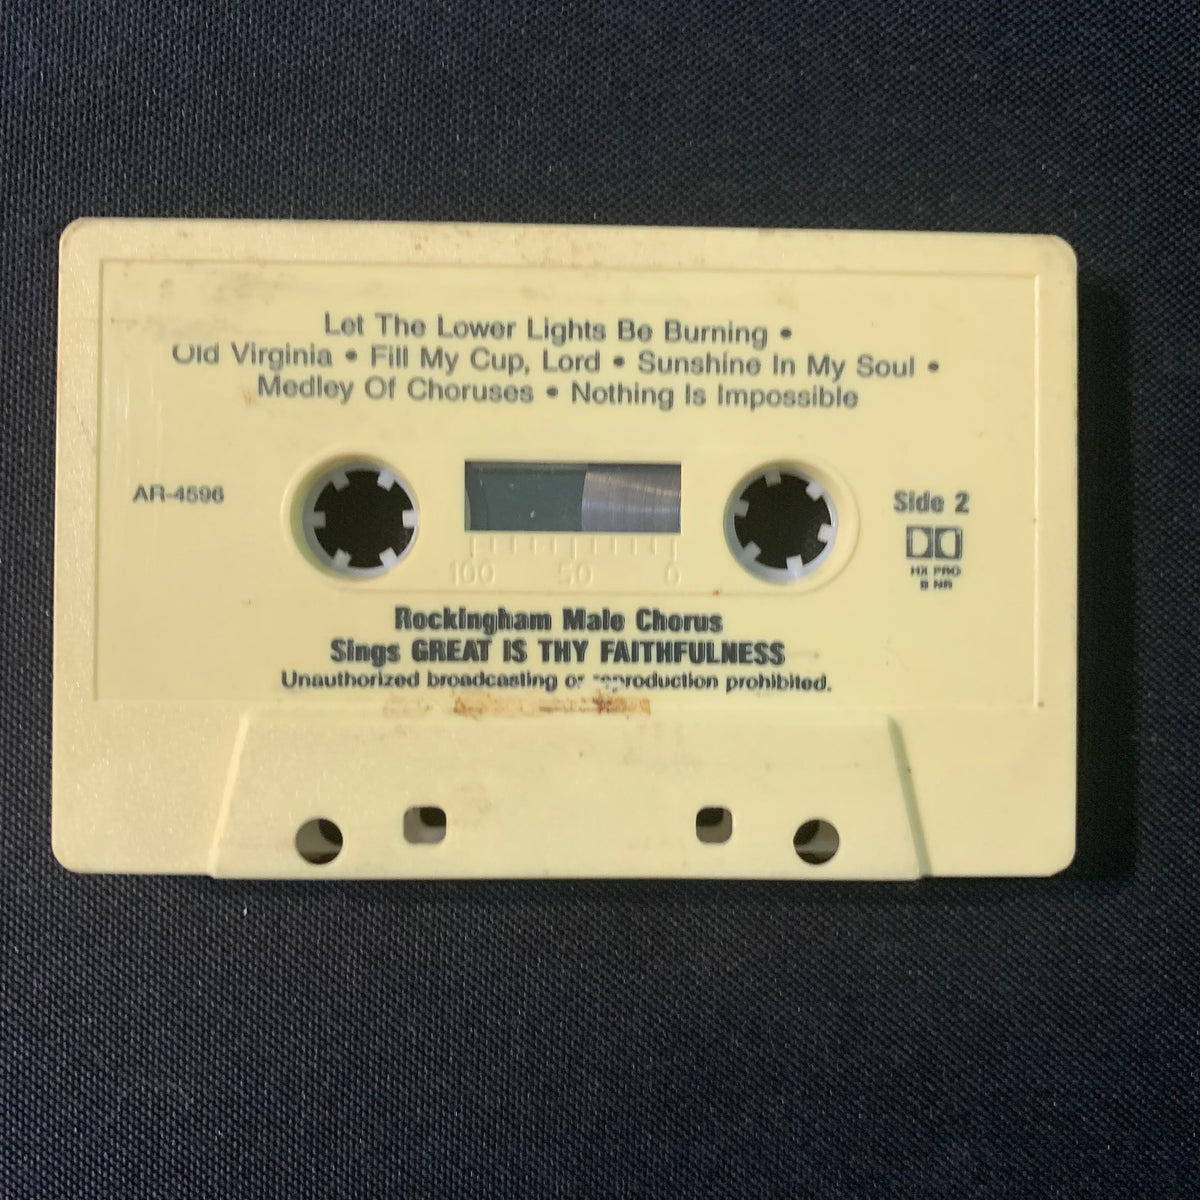 Let The Lower Lights Be Burning •
Old Virginia • Fill My Cup, Lord • Sunshine In My Soul •
Medley Of Choruses • Nothing Is Impossible
AR-4596
Side 2
HX PRO
B NR
100 50 0
Rockingham Male Chorus
Sings GREAT IS THY FAITHFULNESS
Unauthorized broadcasting or reproduction prohibited.